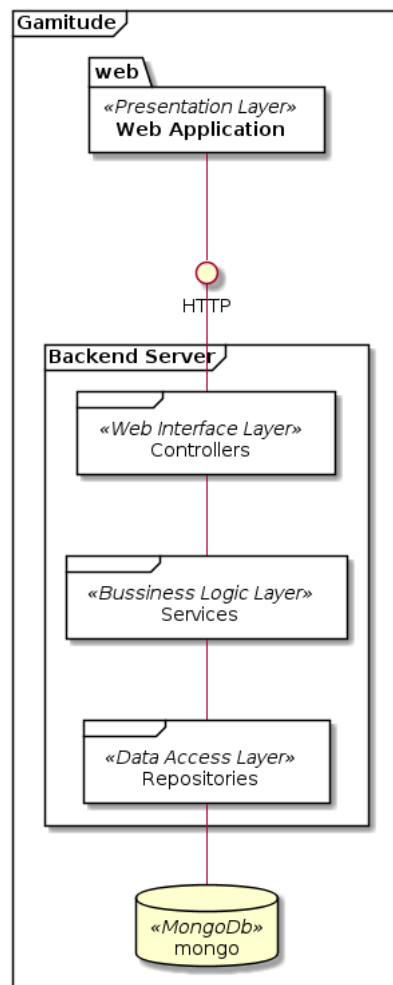 Gamitude
web
«Presentation Layer»
Web Application
HTTP
Backend Server
«Web Interface Layer»
Controllers
«Bussiness Logic Layer»
Services
«Data Access Layer»
Repositories
«MongoDb»
mongo